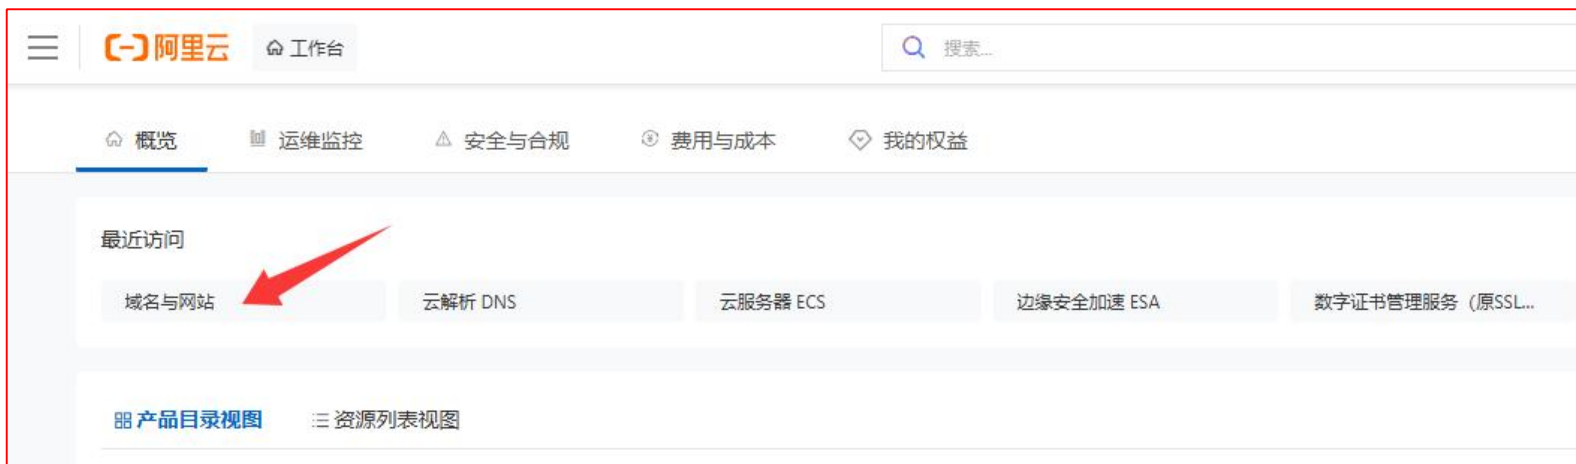 阿里云 工作台 搜索...
概览 运维监控 安全与合规 费用与成本 我的权益
最近访问
域名与网站 云解析 DNS 云服务器 ECS 边缘安全加速 ESA 数字证书管理服务（原SSL...
产品目录视图 资源列表视图